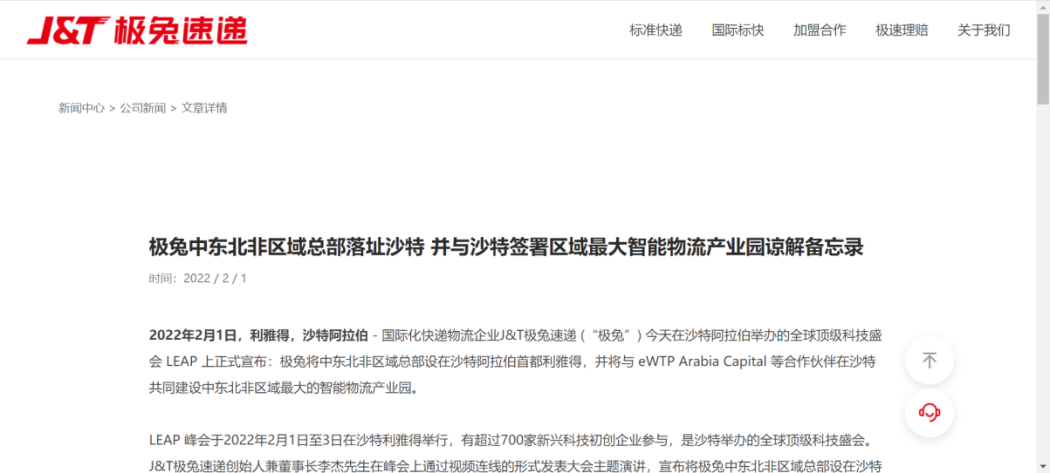 J&T 极兔速递
标准快递 国际标快 加盟合作 极速理赔 关于我们
新闻中心 > 公司新闻 > 文章详情
极兔中东北非区域总部落址沙特 并与沙特签署区域最大智能物流产业园谅解备忘录
时间：2022 / 2 / 1
2022年2月1日，利雅得，沙特阿拉伯 - 国际化快递物流企业J&T极兔速递（“极兔”）今天在沙特阿拉伯举办的全球顶级科技盛
会 LEAP 上正式宣布：极兔将中东北非区域总部设在沙特阿拉伯首都利雅得，并将与 eWTP Arabia Capital 等合作伙伴在沙特
共同建设中东北非区域最大的智能物流产业园。
LEAP 峰会于2022年2月1日至3日在沙特利雅得举行，有超过700家新兴科技初创企业参与，是沙特举办的全球顶级科技盛会。
J&T极兔速递创始人兼董事长李杰先生在峰会上通过视频连线的形式发表大会主题演讲，宣布将极兔中东北非区域总部设在沙特